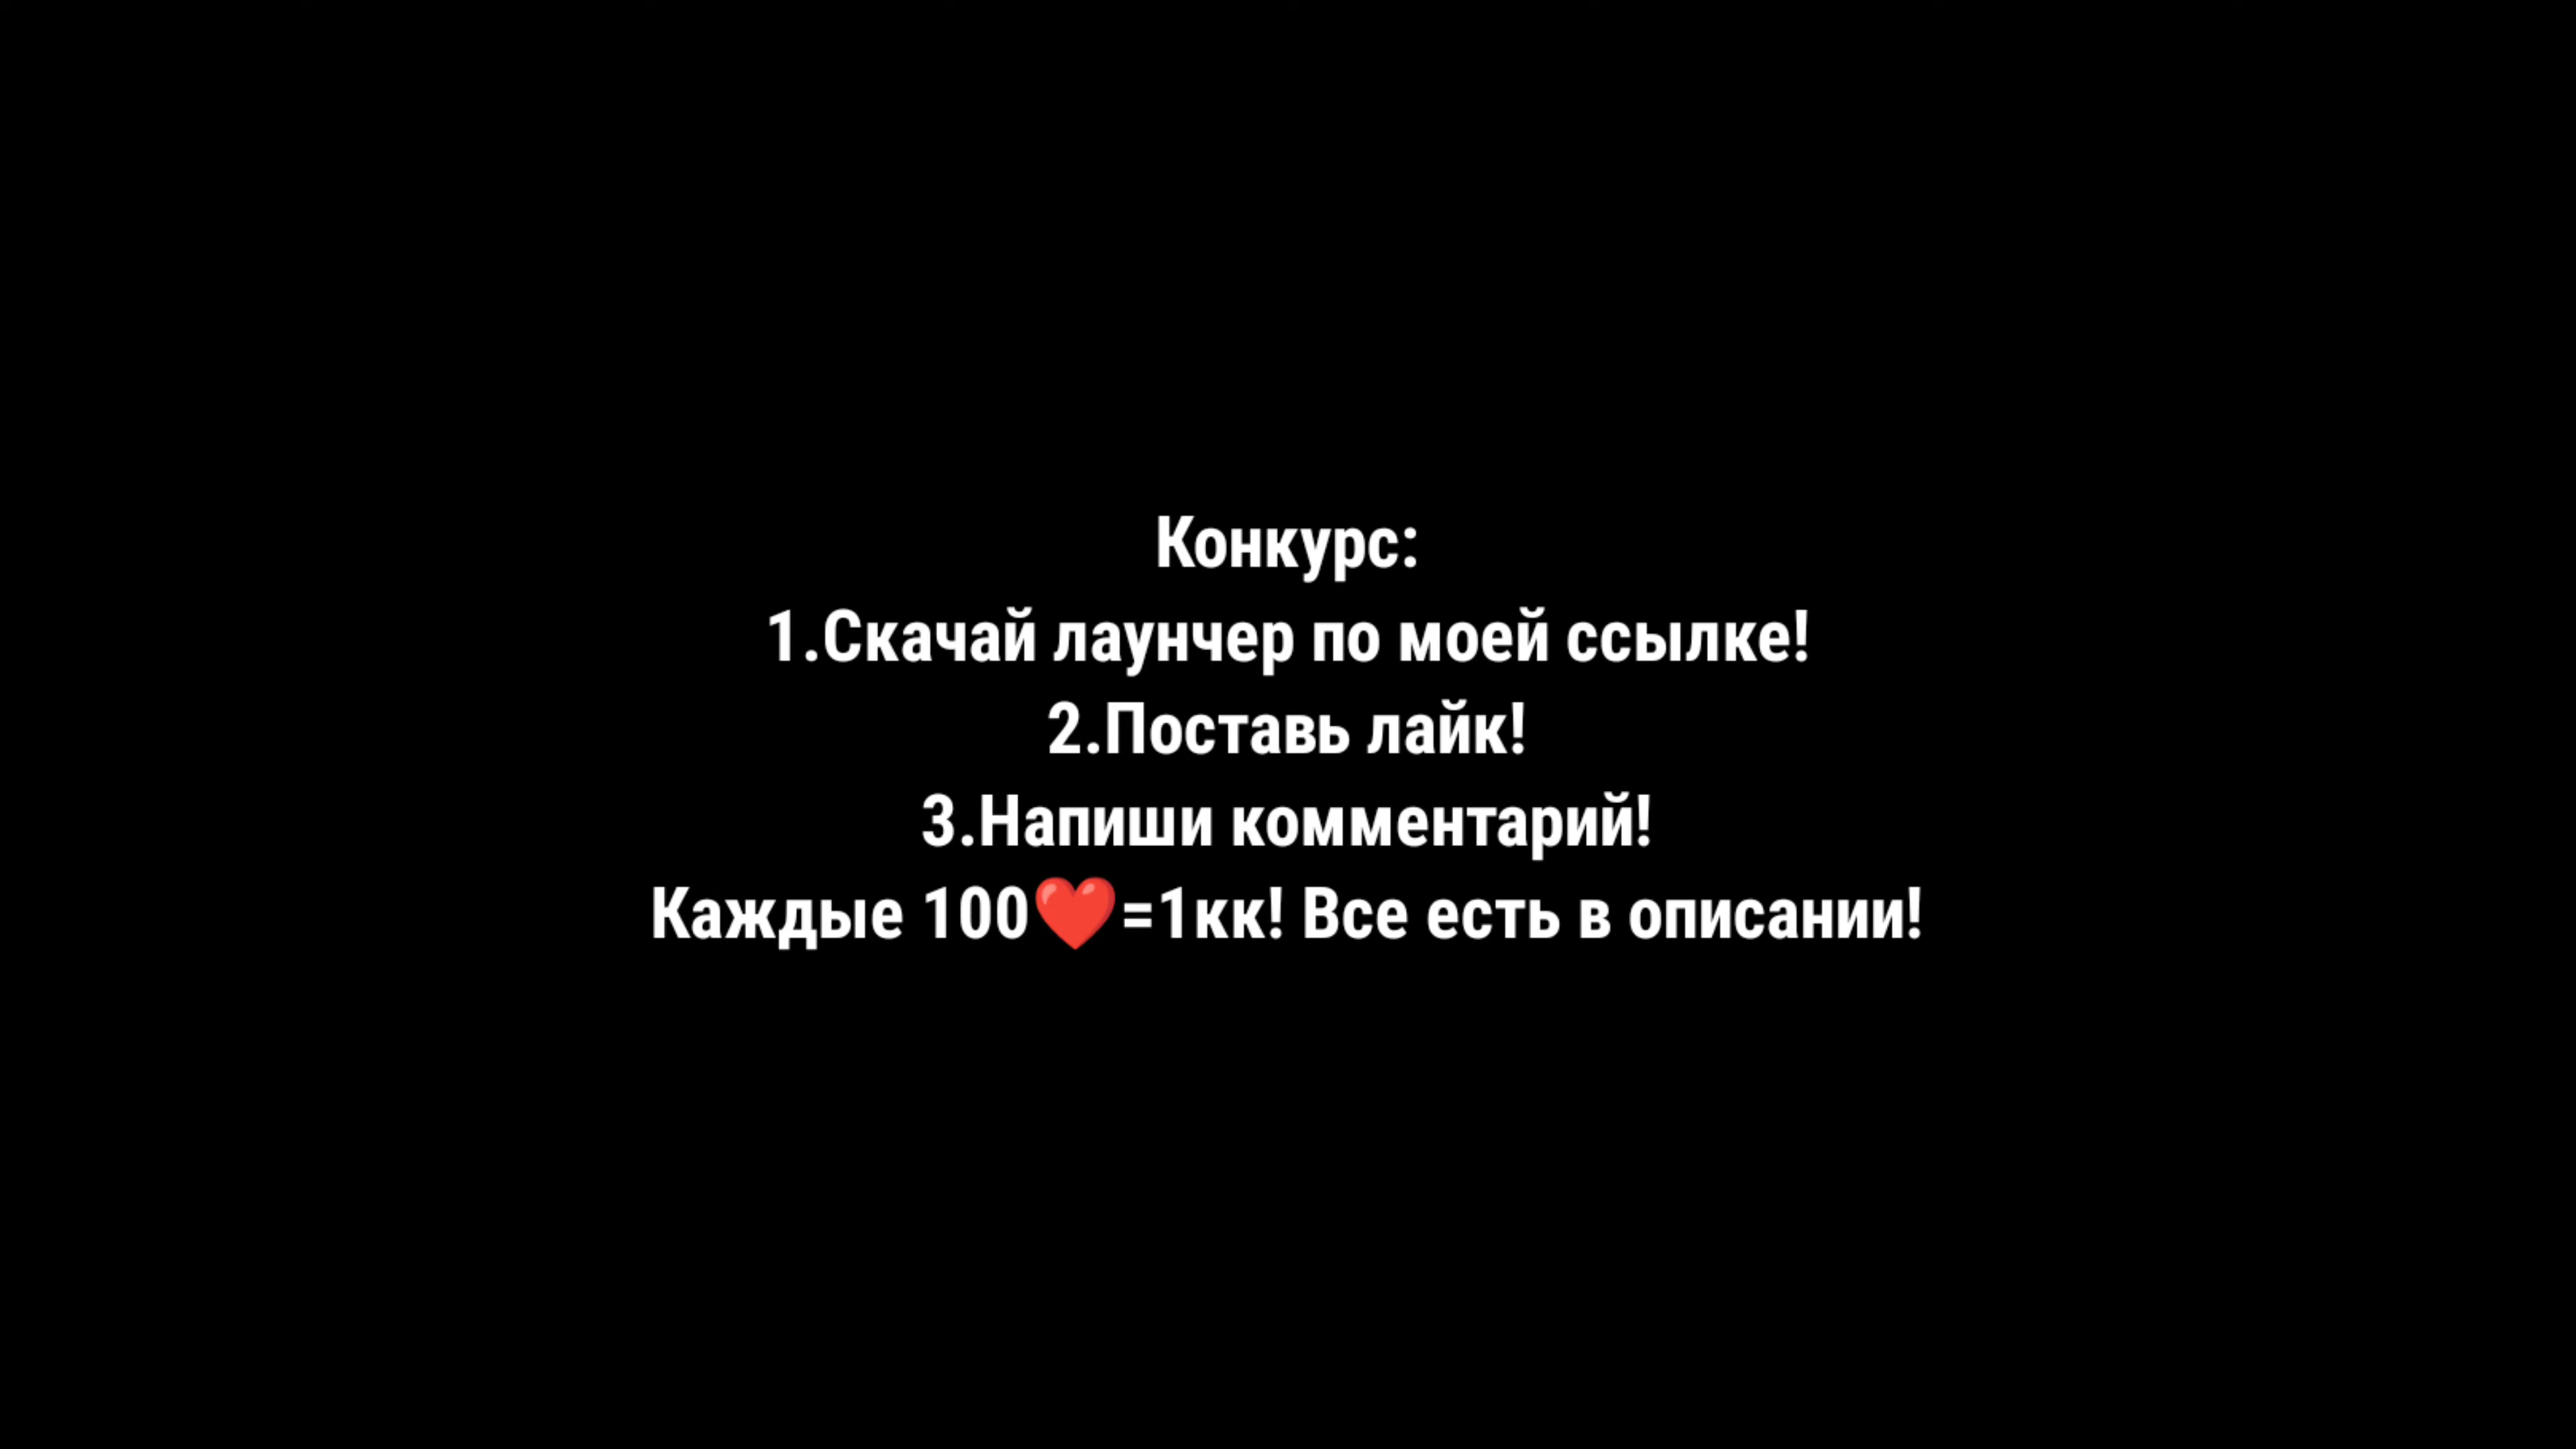 Конкурс:
1.Скачай лаунчер по моей ссылке!
2.Поставь лайк!
3.Напиши комментарий!
Каждые 100❤️=1кк! Все есть в описании!